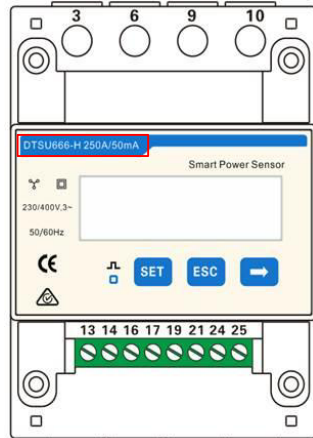 3 6 9 10
DTSU666-H 250A/50mA
Smart Power Sensor
230/400V,3~
50/60Hz
CE
SET ESC
13 14 16 17 19 21 24 25